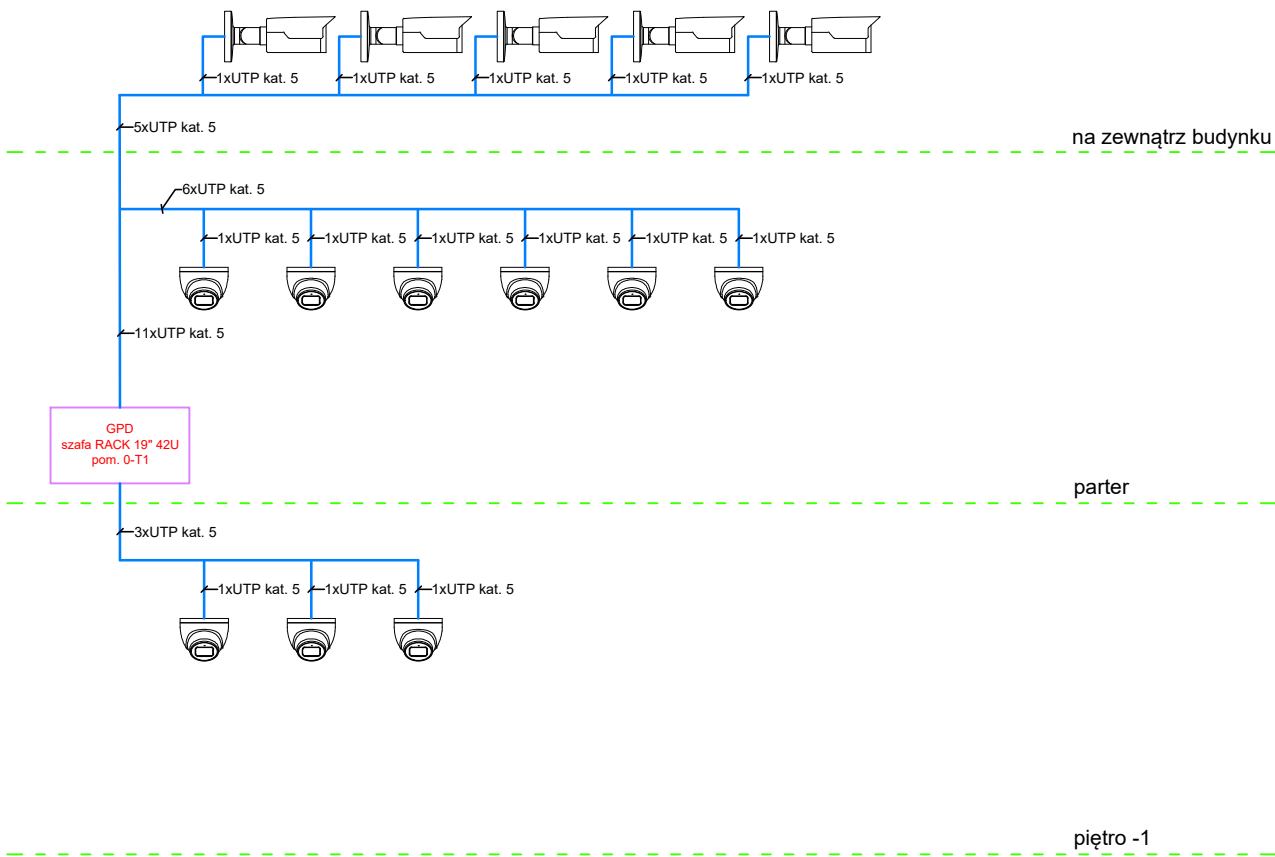 1xUTP kat. 5
1xUTP kat. 5
1xUTP kat. 5
1xUTP kat. 5
1xUTP kat. 5
5xUTP kat. 5
na zewnątrz budynku
6xUTP kat. 5
1xUTP kat. 5
1xUTP kat. 5
1xUTP kat. 5
1xUTP kat. 5
1xUTP kat. 5
1xUTP kat. 5
11xUTP kat. 5
GPD
szafa RACK 19" 42U
pom. 0-T1
parter
3xUTP kat. 5
1xUTP kat. 5
1xUTP kat. 5
1xUTP kat. 5
piętro -1